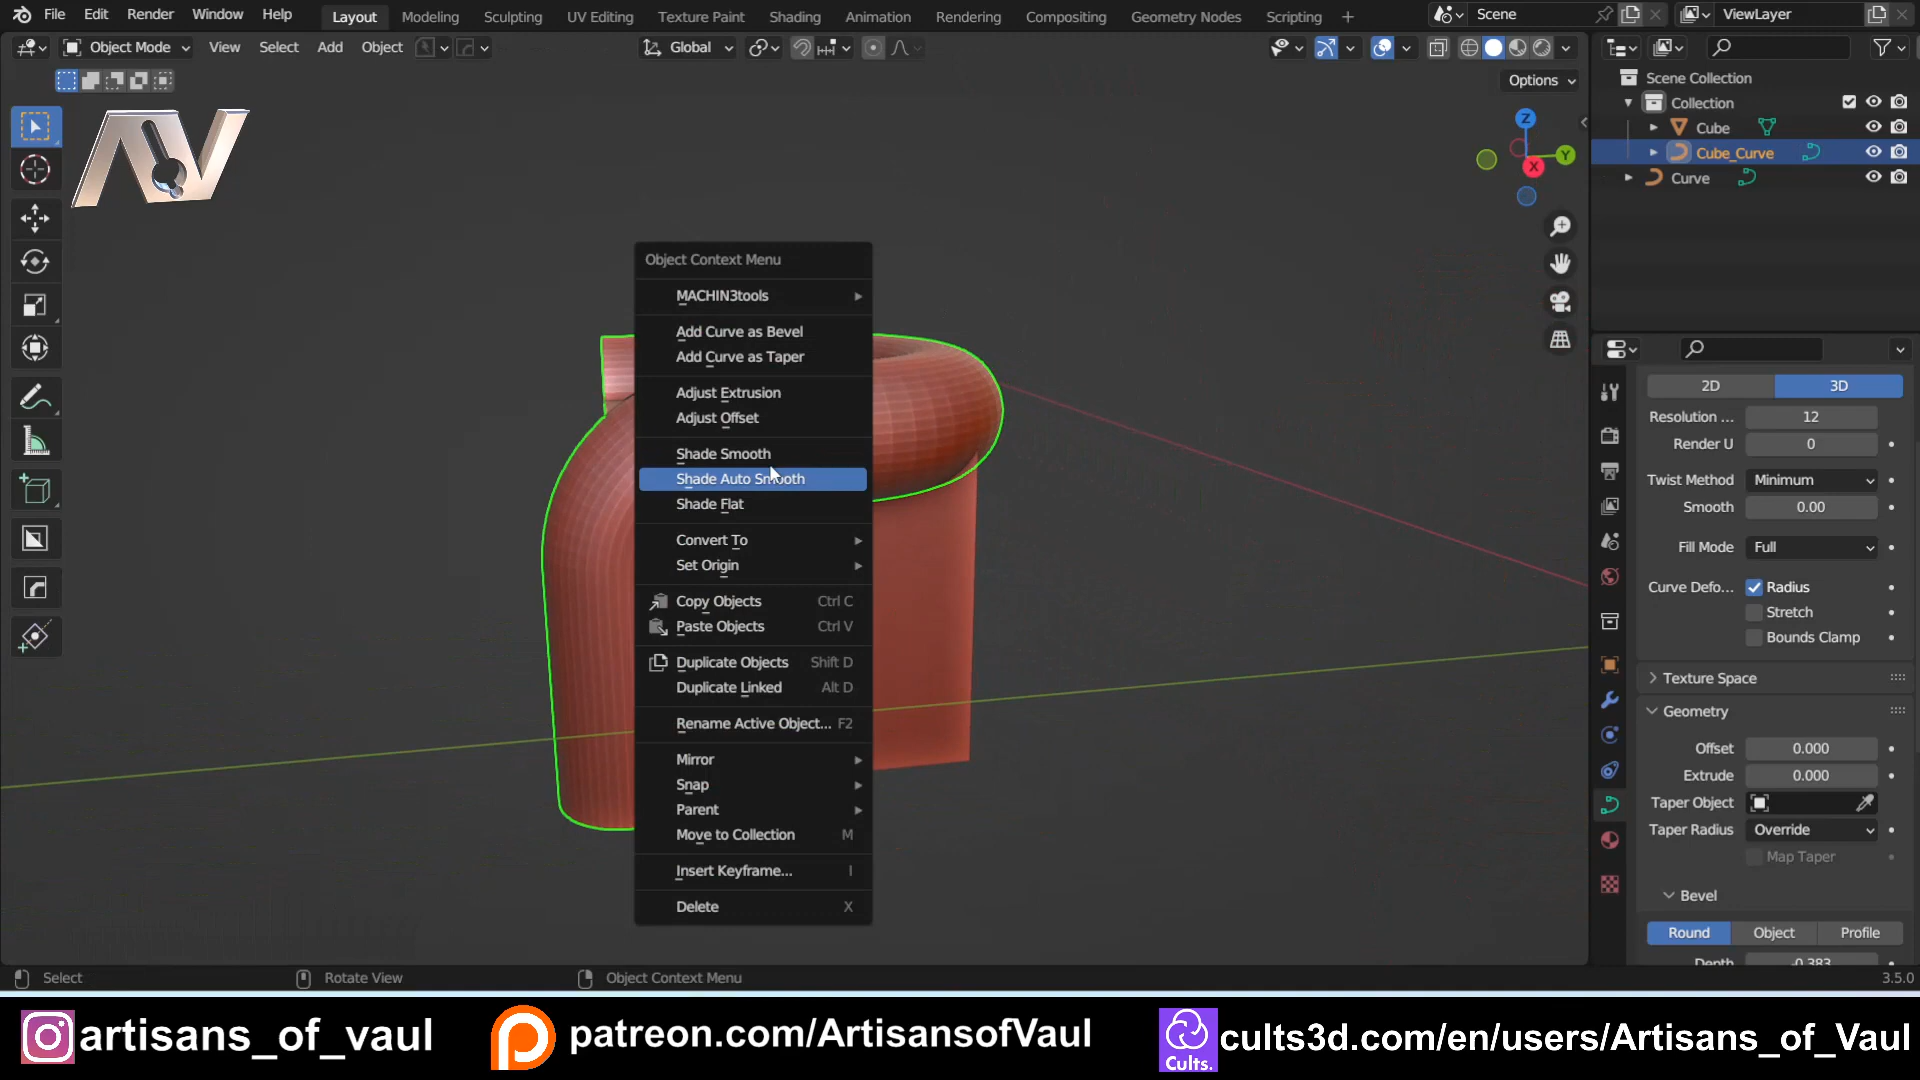 File Edit Render Window Help Layout Modeling Sculpting UV Editing Texture Paint Shading Animation Rendering Compositing Geometry Nodes Scripting + Scene ViewLayer
Object Mode View Select Add Object Global
Options
Scene Collection
Collection
Cube
Cube_Curve
Curve
AV
Z
Y
X
Object Context Menu
MACHIN3tools
Add Curve as Bevel
Add Curve as Taper
Adjust Extrusion
Adjust Offset
Shade Smooth
Shade Auto Smooth
Shade Flat
Convert To
Set Origin
Copy Objects Ctrl C
Paste Objects Ctrl V
Duplicate Objects Shift D
Duplicate Linked Alt D
Rename Active Object... F2
Mirror
Snap
Parent
Move to Collection M
Insert Keyframe... I
Delete X
2D 3D
Resolution ... 12
Render U 0
Twist Method Minimum
Smooth 0.00
Fill Mode Full
Curve Defo... Radius
Stretch
Bounds Clamp
Texture Space
Geometry
Offset 0.000
Extrude 0.000
Taper Object
Taper Radius Override
Map Taper
Bevel
Round Object Profile
Depth -0.383
Select Rotate View Object Context Menu 3.5.0
artisans_of_vaul patreon.com/ArtisansofVaul Cults. cults3d.com/en/users/Artisans_of_Vaul